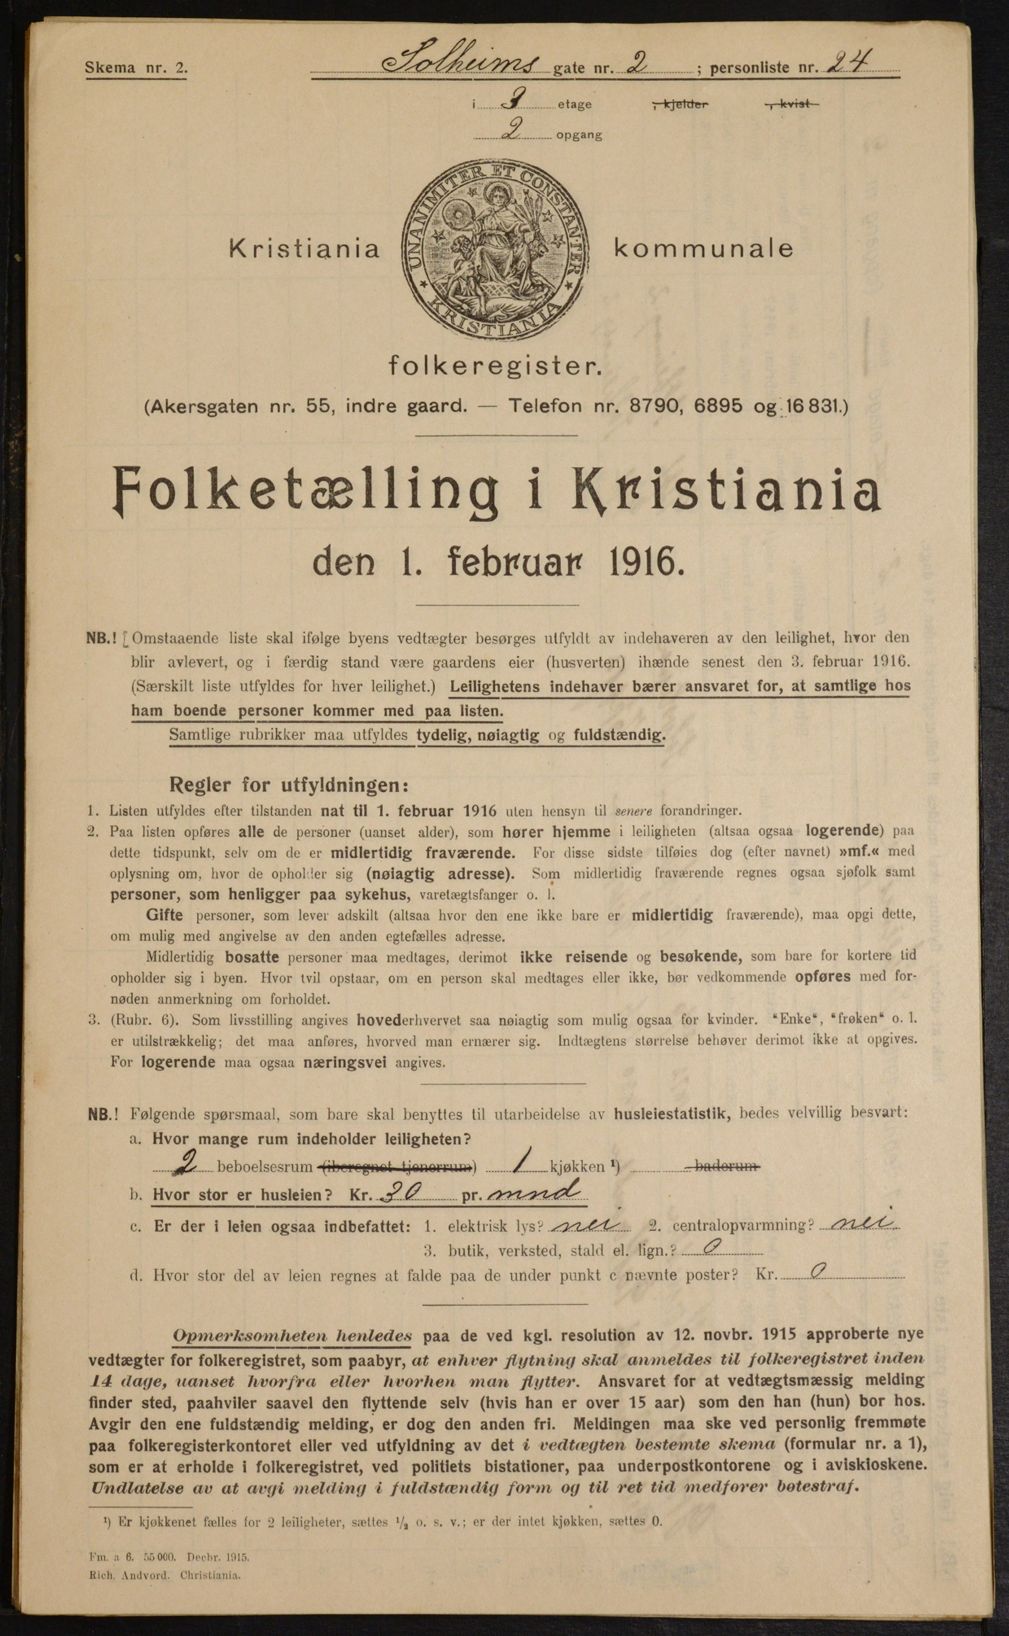 Skema nr. 2.
Solheims gate nr. 2 ; personliste nr. 24
i 3 etage , kjelder , kvist
2 opgang
UNANIMITER ET CONSTANTER
KRISTIANIA
Kristiania kommunale
folkeregister.
(Akersgaten nr. 55, indre gaard. — Telefon nr. 8790, 6895 og 16 831.)
Folketælling i Kristiania
den 1. februar 1916.
NB.! Omstaaende liste skal ifølge byens vedtægter besørges utfyldt av indehaveren av den leilighet, hvor den
blir avlevert, og i færdig stand være gaardens eier (husverten) ihænde senest den 3. februar 1916.
(Særskilt liste utfyldes for hver leilighet.) Leilighetens indehaver bærer ansvaret for, at samtlige hos
ham boende personer kommer med paa listen.
Samtlige rubrikker maa utfyldes tydelig, nøiagtig og fuldstændig.
Regler for utfyldningen:
1. Listen utfyldes efter tilstanden nat til 1. februar 1916 uten hensyn til senere forandringer.
2. Paa listen opføres alle de personer (uanset alder), som hører hjemme i leiligheten (altsaa ogsaa logerende) paa
dette tidspunkt, selv om de er midlertidig fraværende. For disse sidste tilføies dog (efter navnet) »mf.« med
oplysning om, hvor de opholder sig (nøiagtig adresse). Som midlertidig fraværende regnes ogsaa sjøfolk samt
personer, som henligger paa sykehus, varetægtsfanger o. l.
Gifte personer, som lever adskilt (altsaa hvor den ene ikke bare er midlertidig fraværende), maa opgi dette,
om mulig med angivelse av den anden egtefælles adresse.
Midlertidig bosatte personer maa medtages, derimot ikke reisende og besøkende, som bare for kortere tid
opholder sig i byen. Hvor tvil opstaar, om en person skal medtages eller ikke, bør vedkommende opføres med for-
nøden anmerkning om forholdet.
3. (Rubr. 6). Som livsstilling angives hovederhvervet saa nøiagtig som mulig ogsaa for kvinder. "Enke", "frøken" o. l.
er utilstrækkelig; det maa anføres, hvorved man ernærer sig. Indtægtens størrelse behøver derimot ikke at opgives.
For logerende maa ogsaa næringsvei angives.
NB.! Følgende spørsmaal, som bare skal benyttes til utarbeidelse av husleiestatistik, bedes velvillig besvart:
a. Hvor mange rum indeholder leiligheten?
2 beboelsesrum (iberegnet tjenerrum) 1 kjøkken ¹) baderum
b. Hvor stor er husleien? Kr. 30 pr. mnd
c. Er der i leien ogsaa indbefattet: 1. elektrisk lys? nei 2. centralopvarmning? nei
3. butik, verksted, stald el. lign.? 0
d. Hvor stor del av leien regnes at falde paa de under punkt c nævnte poster? Kr. 0
Opmerksomheten henledes paa de ved kgl. resolution av 12. novbr. 1915 approberte nye
vedtægter for folkeregistret, som paabyr, at enhver flytning skal anmeldes til folkeregistret inden
14 dage, uanset hvorfra eller hvorhen man flytter. Ansvaret for at vedtægtsmæssig melding
finder sted, paahviler saavel den flyttende selv (hvis han er over 15 aar) som den han (hun) bor hos.
Avgir den ene fuldstændig melding, er dog den anden fri. Meldingen maa ske ved personlig fremmøte
paa folkeregisterkontoret eller ved utfyldning av det i vedtægten bestemte skema (formular nr. a 1),
som er at erholde i folkeregistret, ved politiets bistationer, paa underpostkontorene og i aviskioskene.
Undlatelse av at avgi melding i fuldstændig form og til ret tid medfører bøtestraf.
¹) Er kjøkkenet fælles for 2 leiligheter, sættes ½ o. s. v.; er der intet kjøkken, sættes 0.
Fm. a 6. 55 000. Decbr. 1915.
Rich. Andvord. Christiania.